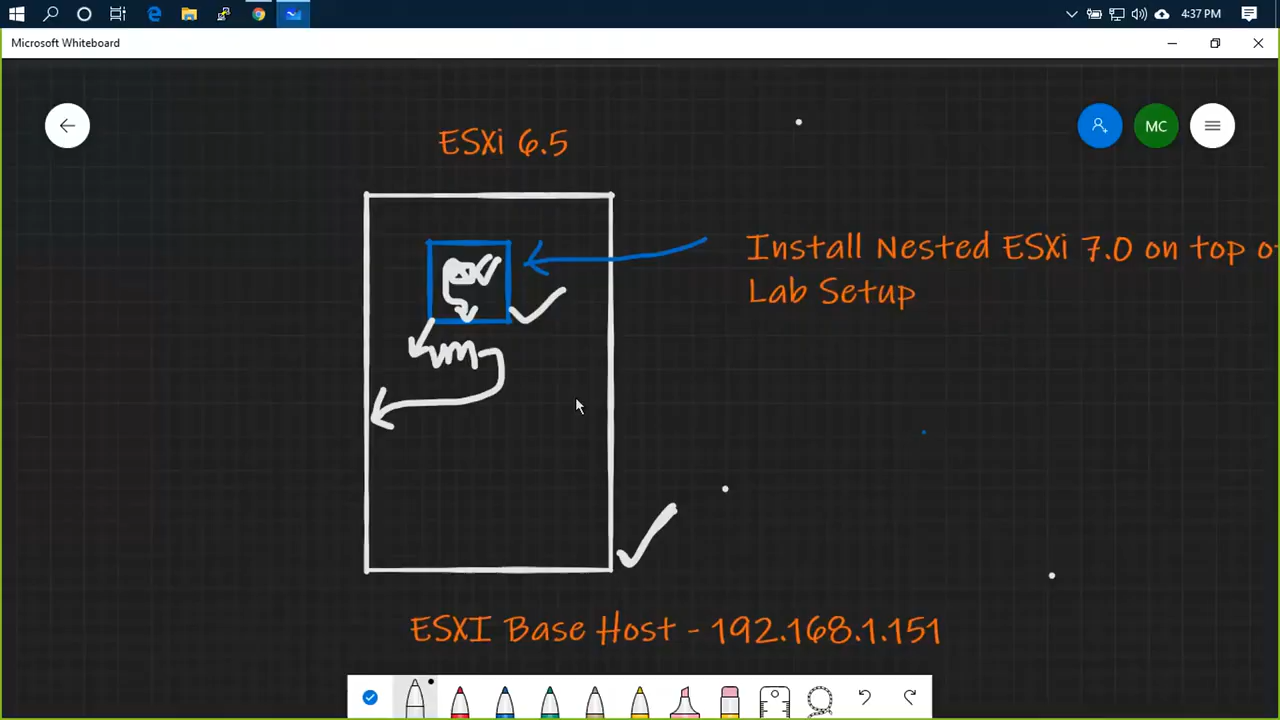 4:37 PM
Microsoft Whiteboard
MC
ESXi 6.5
Install Nested ESXi 7.0 on top o
Lab Setup
vm
ESXI Base Host - 192.168.1.151